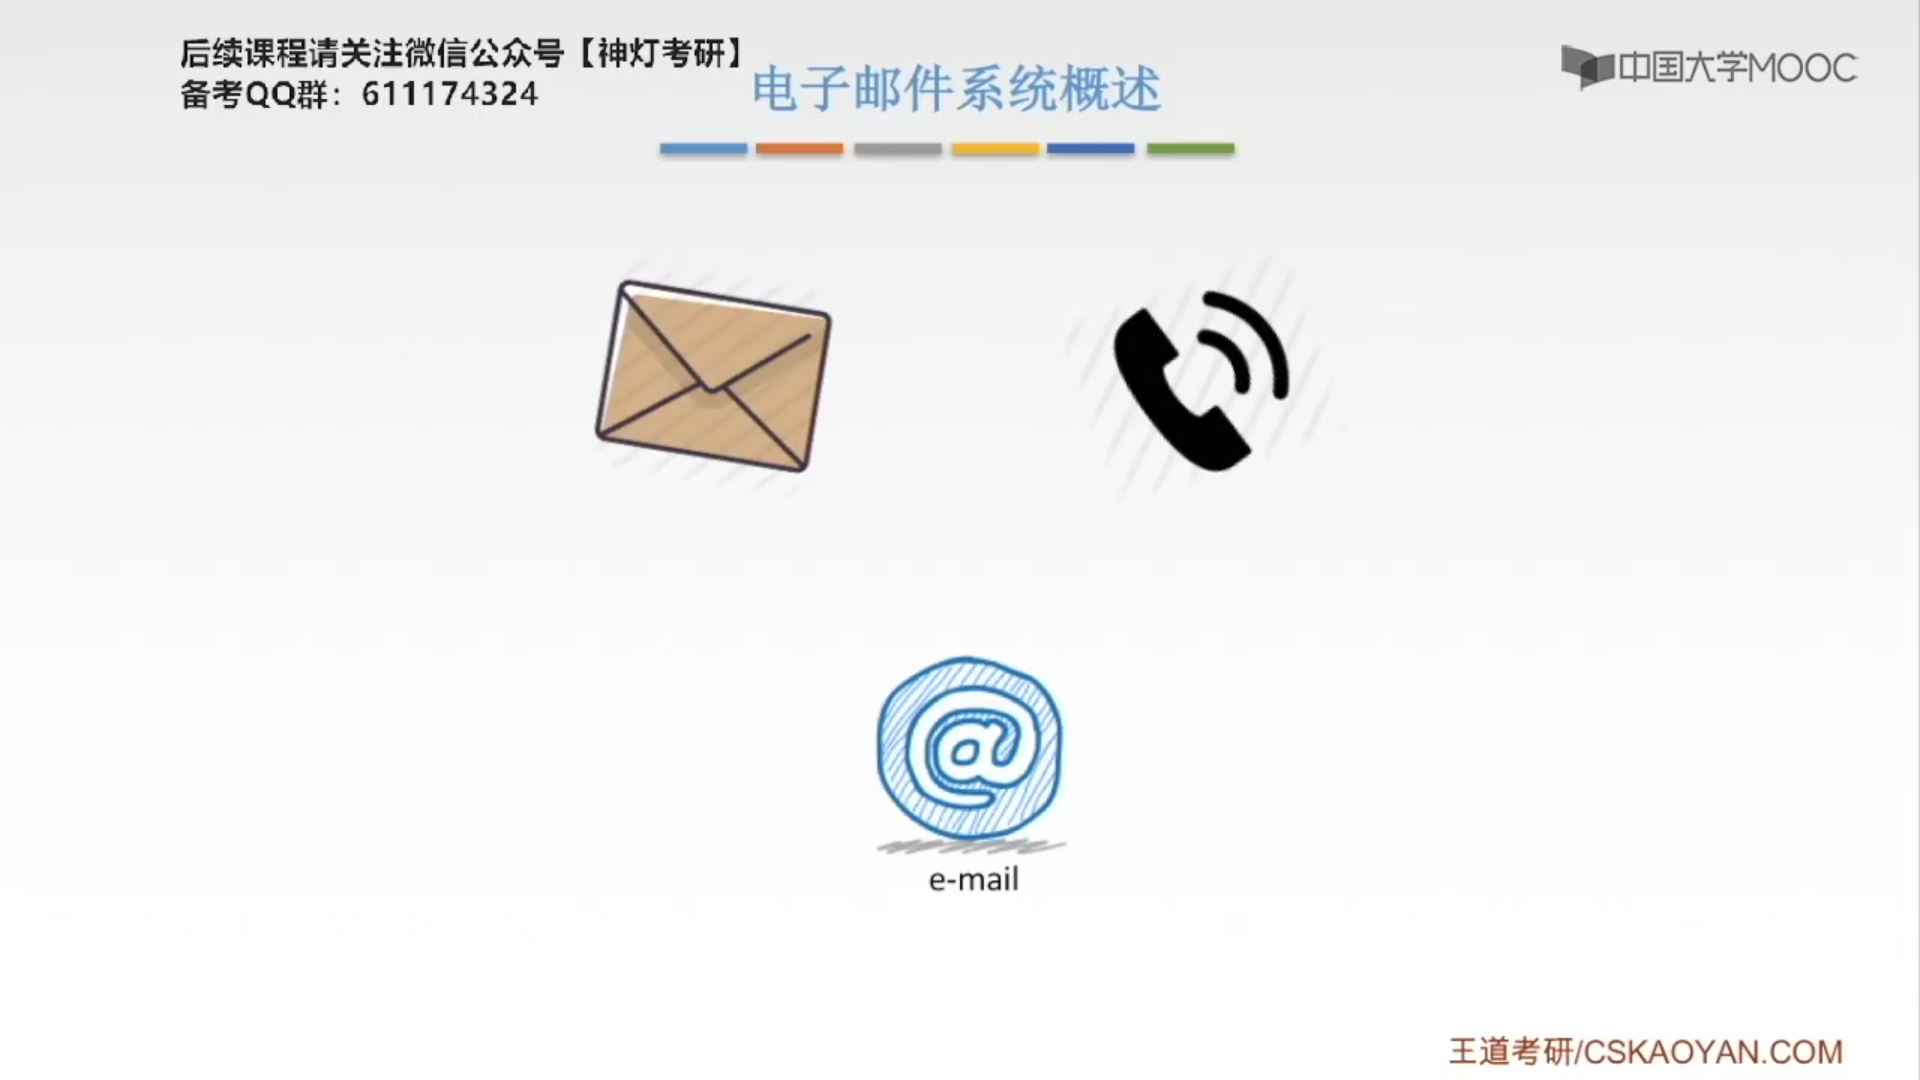 后续课程请关注微信公众号【神灯考研】
备考QQ群：611174324
电子邮件系统概述
中国大学MOOC
@
e-mail
王道考研/CSKAOYAN.COM